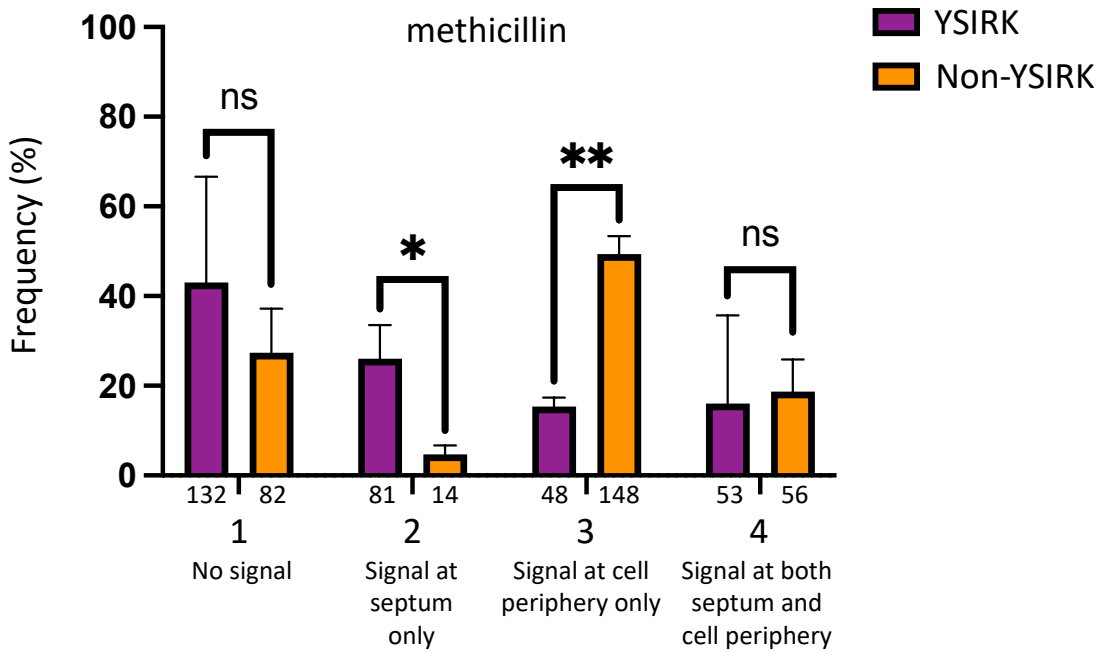 methicillin
YSIRK
Non-YSIRK
Frequency (%)
100
80
60
40
20
0
ns
*
**
ns
132 82 81 14 48 148 53 56
1 2 3 4
No signal
Signal at
septum
only
Signal at cell
periphery only
Signal at both
septum and
cell periphery